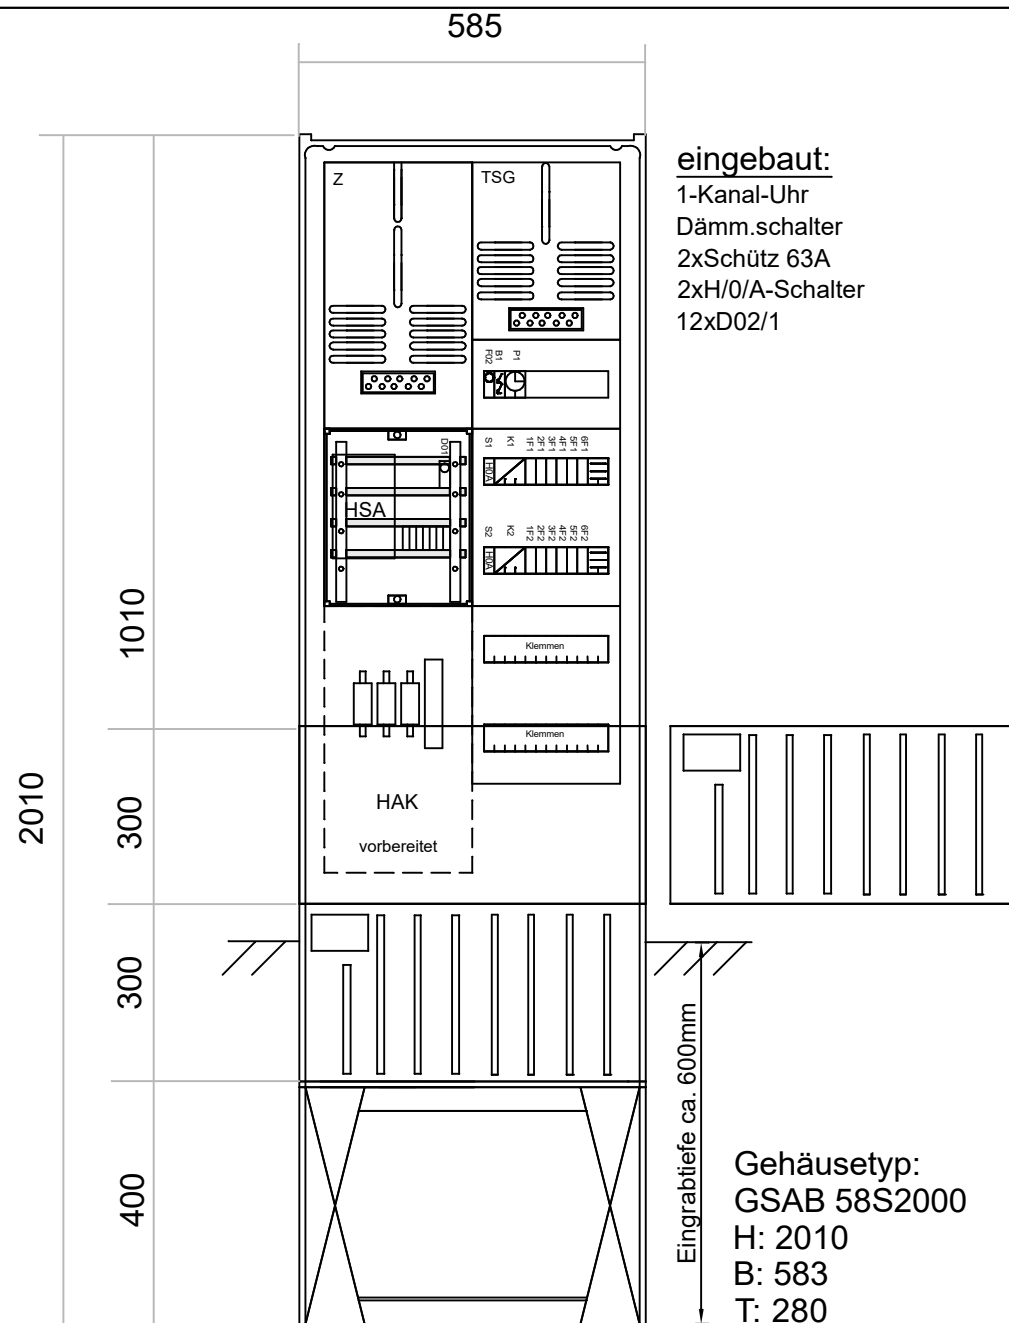 585
eingebaut:
1-Kanal-Uhr
Dämm.schalter
2xSchütz 63A
2xH/0/A-Schalter
12xD02/1
Z
TSG
F02 B1 P1
D01
S1 K1 1F1 2F1 3F1 4F1 5F1 6F1
H0A
HSA
S2 K2 1F2 2F2 3F2 4F2 5F2 6F2
H0A
1010
Klemmen
Klemmen
2010
300
HAK
vorbereitet
300
400
Eingrabtiefe ca. 600mm
Gehäusetyp:
GSAB 58S2000
H: 2010
B: 583
T: 280